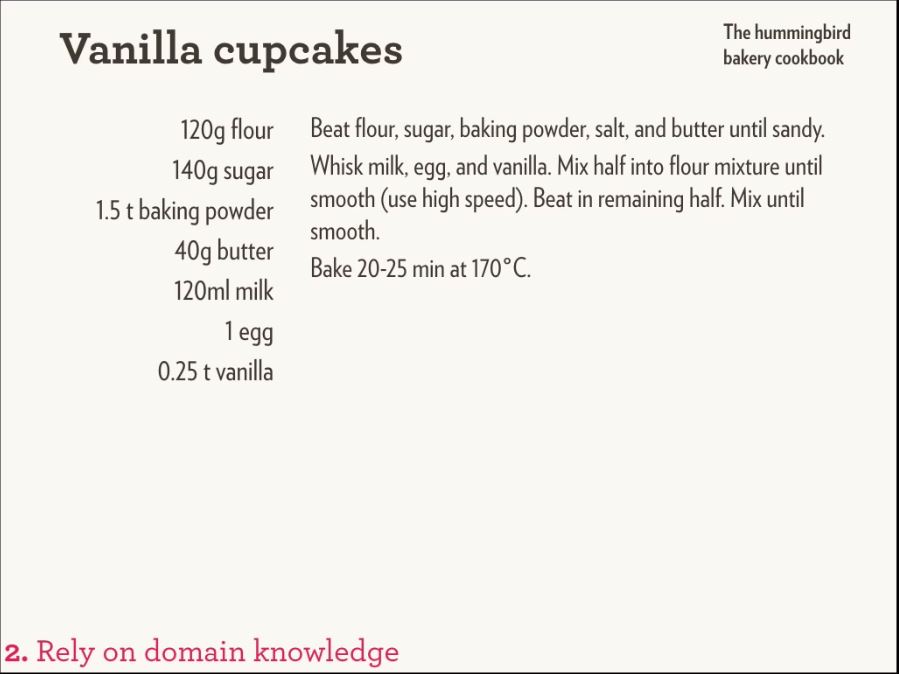 Vanilla cupcakes
The hummingbird
bakery cookbook
120g flour
140g sugar
1.5 t baking powder
40g butter
120ml milk
1 egg
0.25 t vanilla
Beat flour, sugar, baking powder, salt, and butter until sandy.
Whisk milk, egg, and vanilla. Mix half into flour mixture until
smooth (use high speed). Beat in remaining half. Mix until
smooth.
Bake 20-25 min at 170°C.
2. Rely on domain knowledge